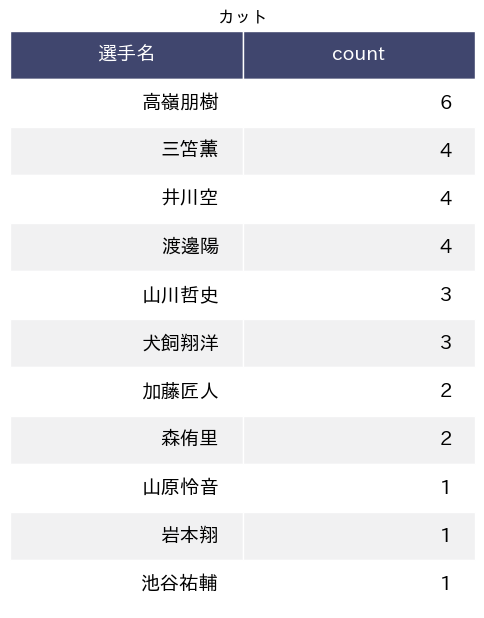 カット
選手名 count
高嶺朋樹 6
三笘薫 4
井川空 4
渡邊陽 4
山川哲史 3
犬飼翔洋 3
加藤匠人 2
森侑里 2
山原怜音 1
岩本翔 1
池谷祐輔 1